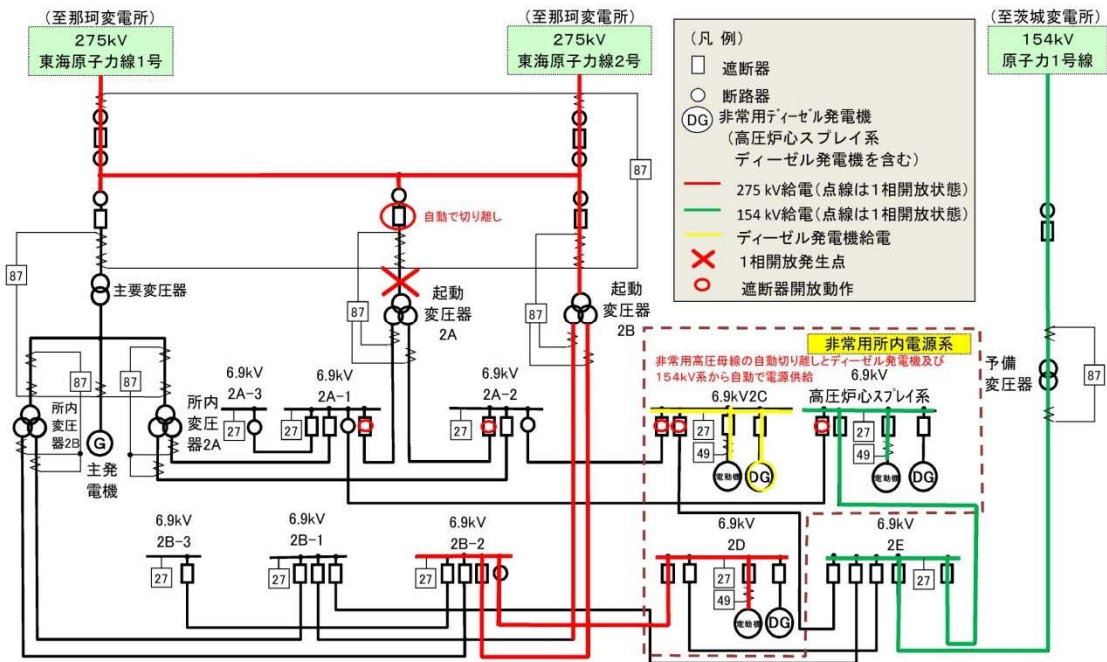 (至那珂変電所)
275kV
東海原子力線1号
(至那珂変電所)
275kV
東海原子力線2号
(至茨城変電所)
154kV
原子力1号線
(凡 例)
遮断器
断路器
DG
非常用ディーゼル発電機
(高圧炉心スプレイ系
ディーゼル発電機を含む)
275 kV給電(点線は1相開放状態)
154 kV給電(点線は1相開放状態)
ディーゼル発電機給電
1相開放発生点
遮断器開放動作
87
自動で切り離し
87
主要変圧器
87
起動
変圧器
2A
87
起動
変圧器
2B
予備
変圧器
87
87
87
所内
変圧
器2B
G
主発
電機
所内
変圧
器2A
非常用所内電源系
非常用高圧母線の自動切り離しとディーゼル発電機及び
154kV系から自動で電源供給
6.9kV
2A-3
27
6.9kV
2A-1
27
6.9kV
2A-2
27
6.9kV2C
27
49
電動機
DG
6.9kV
高圧炉心スプレイ系
27
49
電動機
DG
6.9kV
2B-3
27
6.9kV
2B-1
27
6.9kV
2B-2
27
6.9kV
2D
27
49
電動機
DG
6.9kV
2E
27